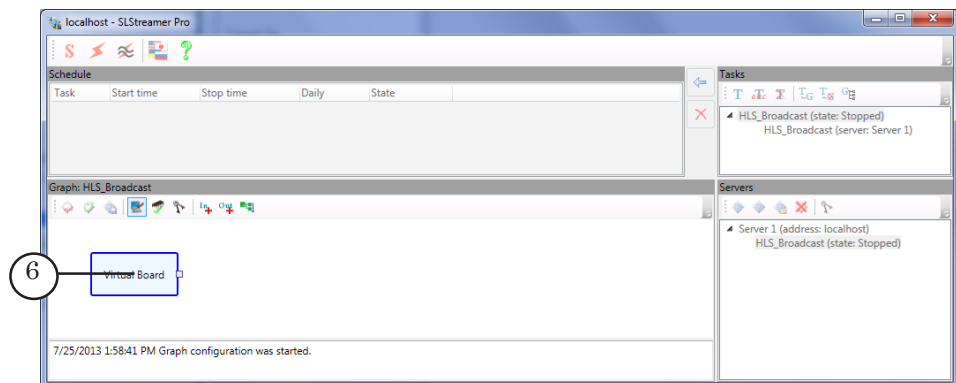 localhost - SLStreamer Pro
S ?
Schedule
Task Start time Stop time Daily State
Tasks
HLS_Broadcast (state: Stopped)
HLS_Broadcast (server: Server 1)
Graph: HLS_Broadcast
In Out
6
Virtual Board
7/25/2013 1:58:41 PM Graph configuration was started.
Servers
Server 1 (address: localhost)
HLS_Broadcast (state: Stopped)